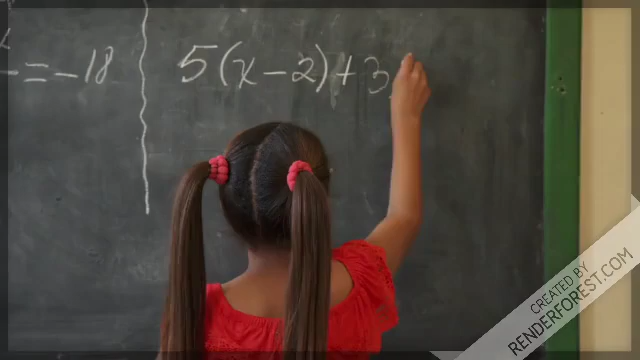 = -18
5(x-2)+3
CREATED BY
RENDERFOREST.COM